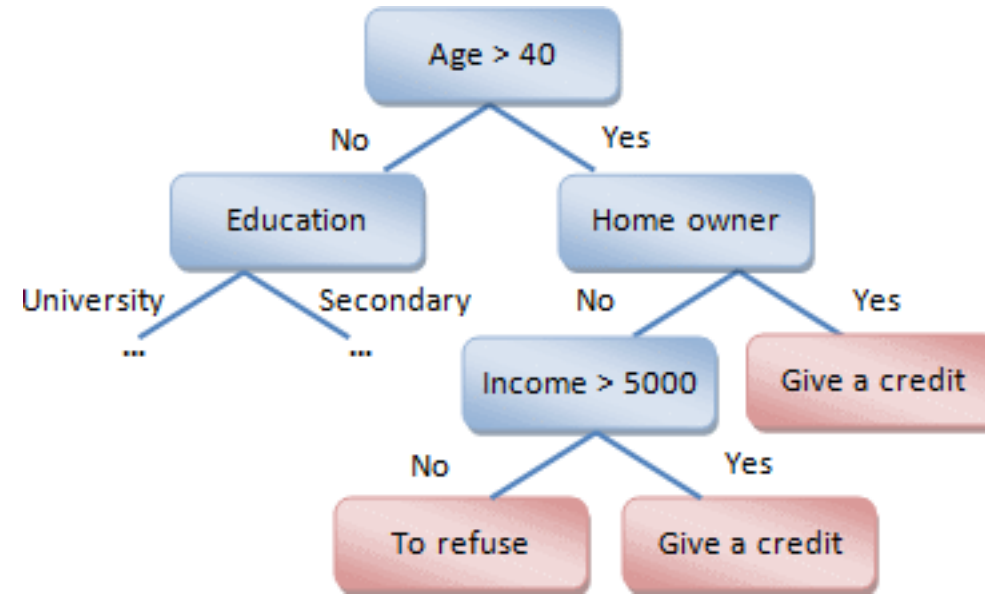 Age > 40
No
Yes
Education
Home owner
University
Secondary
No
Yes
...
...
Income > 5000
Give a credit
No
Yes
To refuse
Give a credit